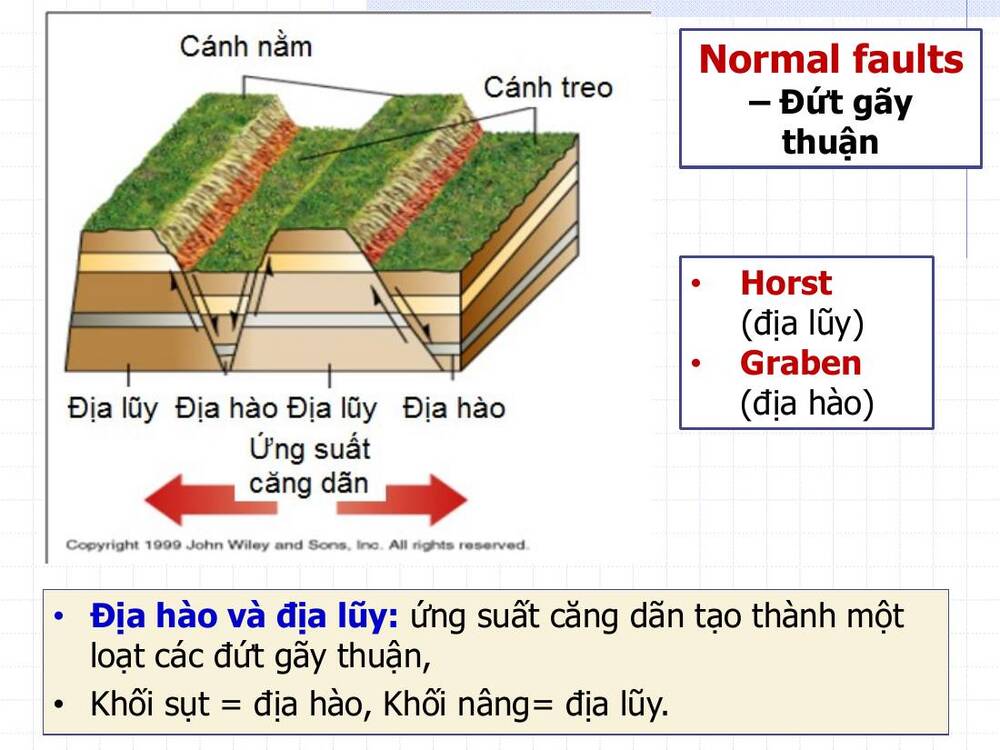 Cánh nằm
Cánh treo
Địa lũy Địa hào Địa lũy Địa hào
Ứng suất
căng dãn
Copyright 1999 John Wiley and Sons, Inc. All rights reserved.
Normal faults
– Đứt gãy
thuận
• Horst
(địa lũy)
• Graben
(địa hào)
• Địa hào và địa lũy: ứng suất căng dãn tạo thành một
loạt các đứt gãy thuận,
• Khối sụt = địa hào, Khối nâng= địa lũy.